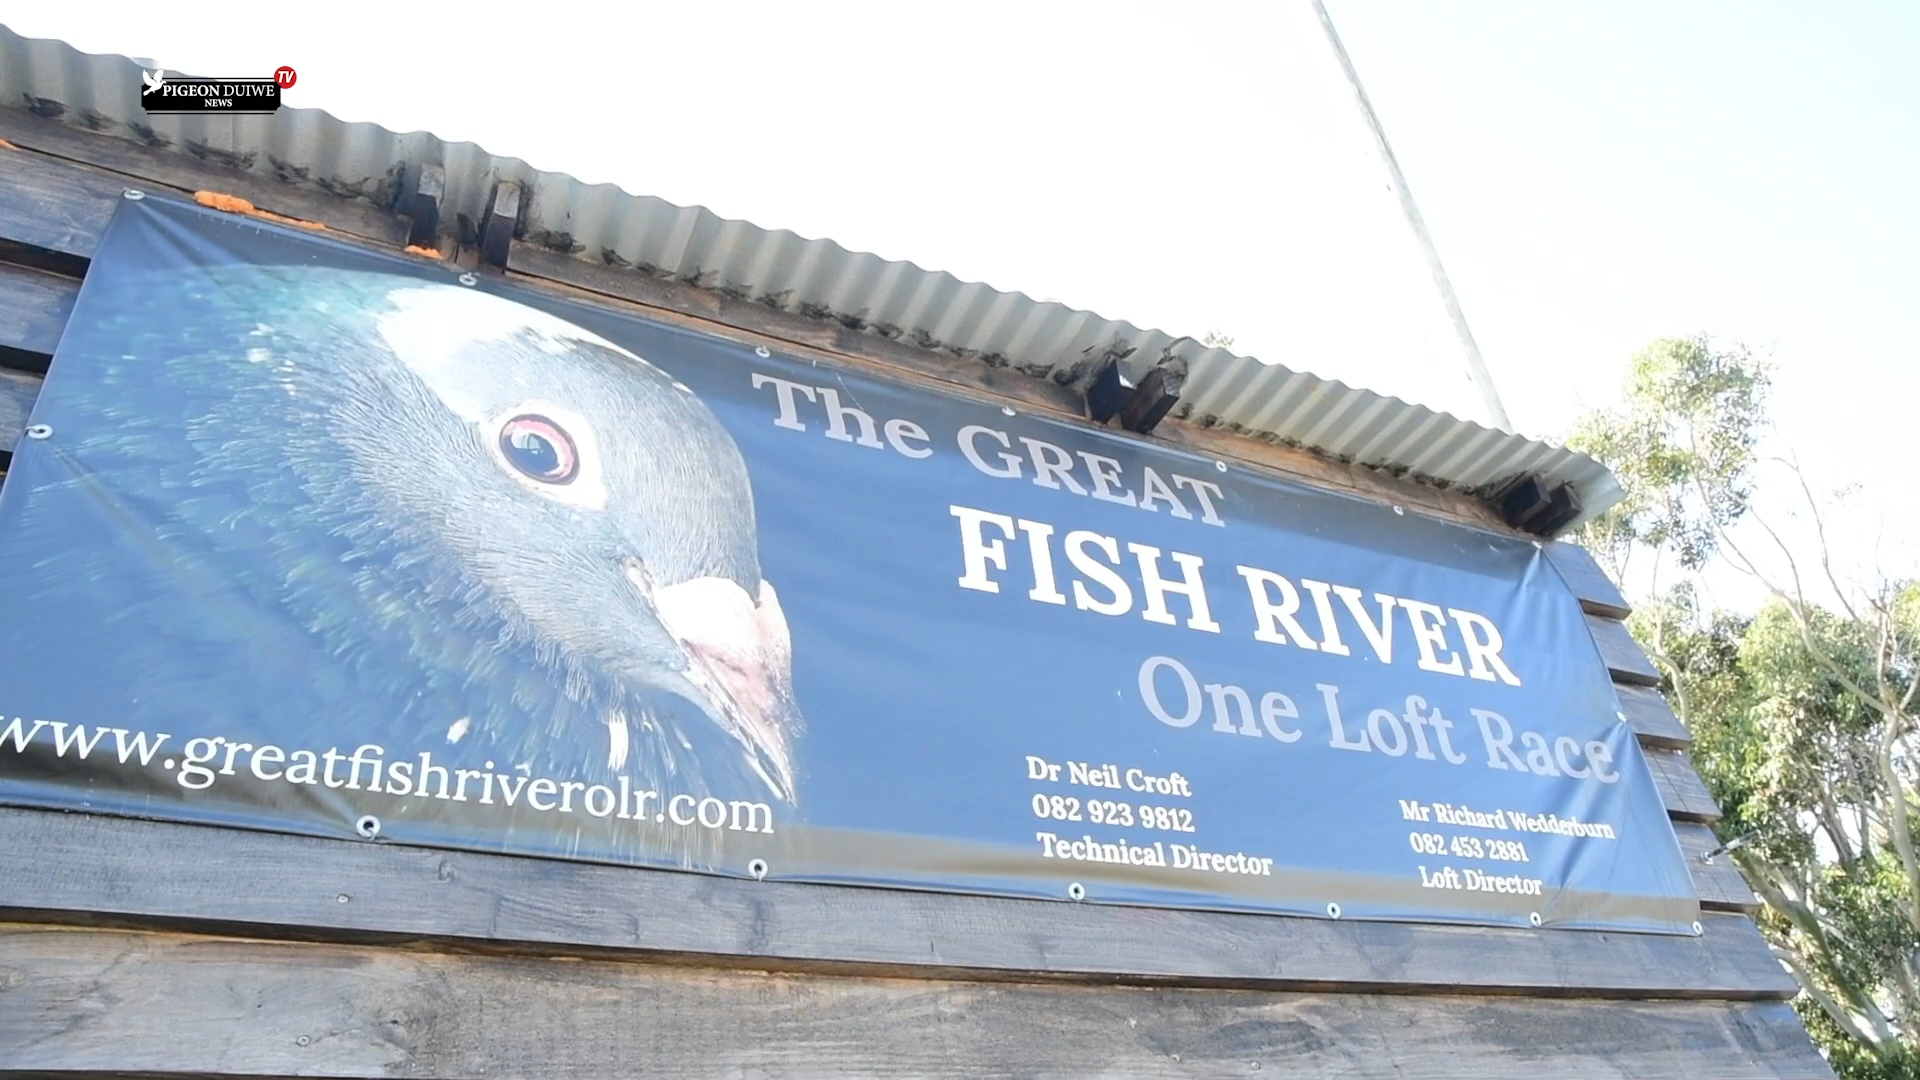 PIGEON DUIWE TV
NEWS
The GREAT
FISH RIVER
One Loft Race
www.greatfishriverolr.com
Dr Neil Croft
082 923 9812
Technical Director
Mr Richard Wedderburn
082 453 2881
Loft Director